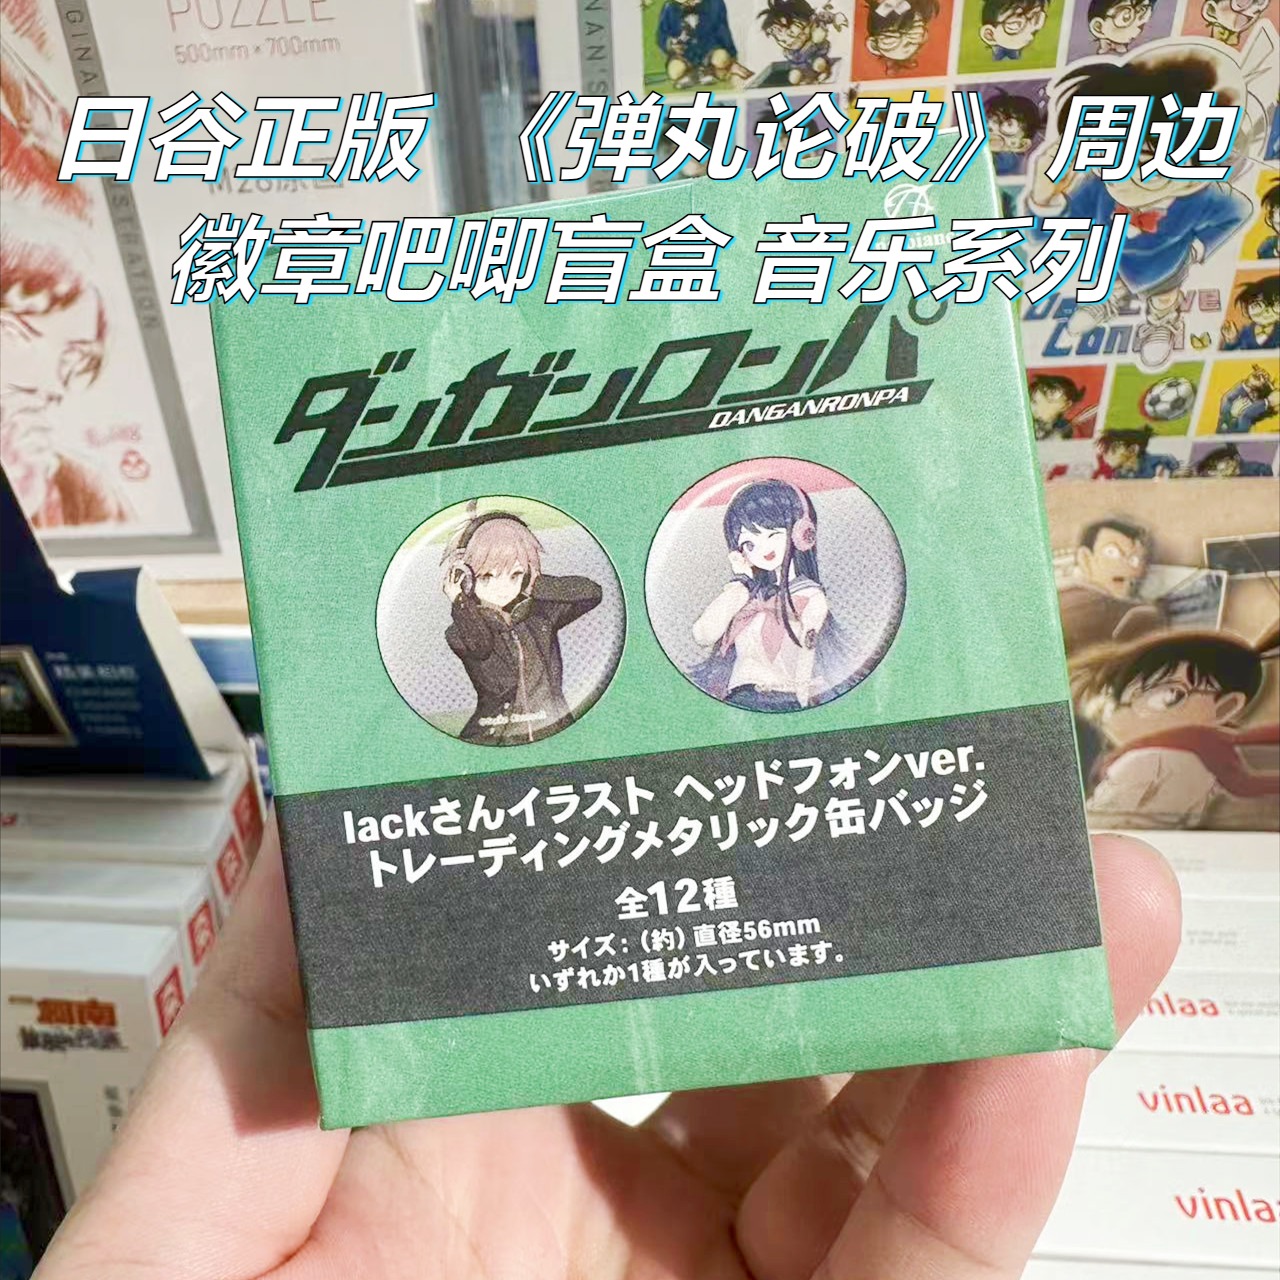 PUZZLE
500mm×700mm
日谷正版 《弹丸论破》 周边
徽章吧唧盲盒 音乐系列
ダンガンロンパ
DANGANRONPA
lackさんイラスト ヘッドフォンver.
トレーディングメタリック缶バッジ
全12種
サイズ：（約）直径56mm
いずれか1種が入っています。
vinlaa
vinlaa
vinlaa